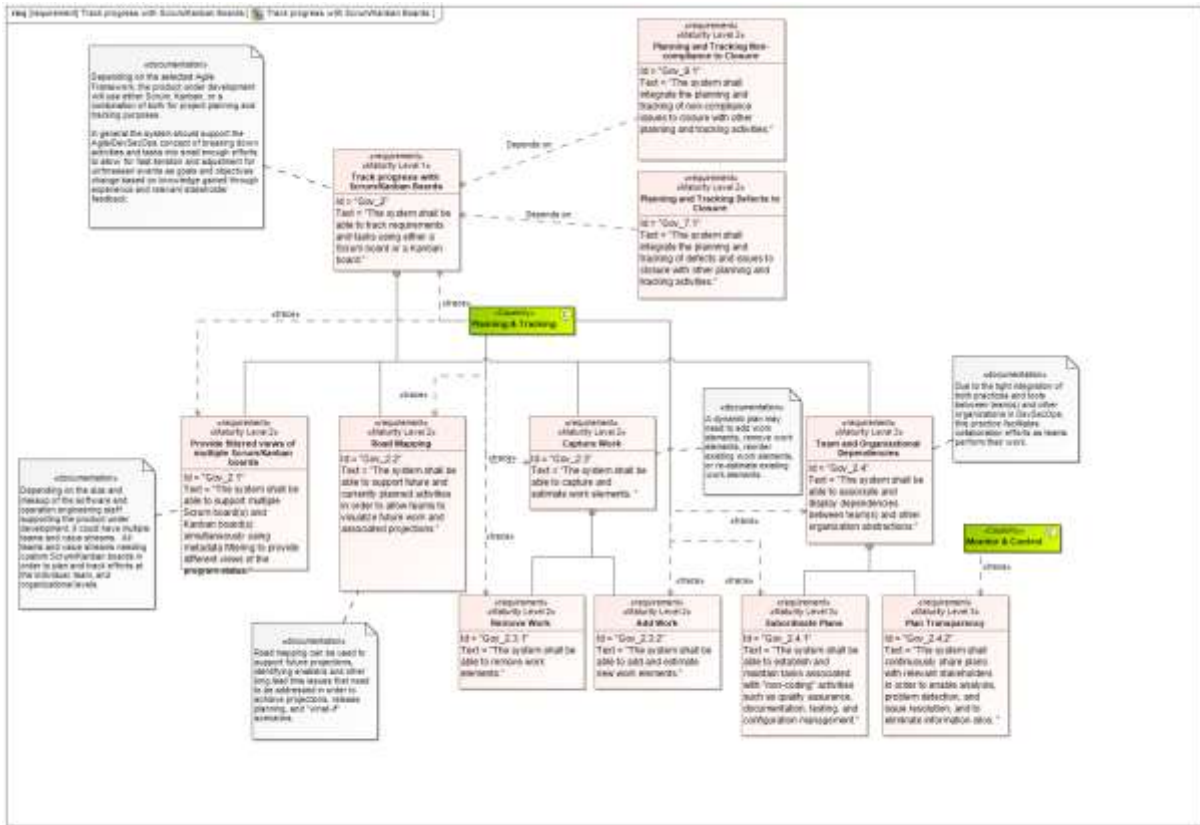 req [requirement] Track progress with Scrum/Kanban Boards [ Track progress with Scrum/Kanban Boards ]
«documentation»
Depending on the selected Agile
Framework, the product under development
will use either Scrum, Kanban, or a
combination of both for project planning and
tracking purposes.
In general the system should support the
Agile/DevSecOps concept of breaking down
activities and tasks into small enough efforts
to allow for fast iteration and adjustment for
unforeseen events as goals and objectives
change based on knowledge gained through
experience and relevant stakeholder
feedback.
«requirement»
«Maturity Level 2»
Planning and Tracking Non-
compliance to Closure
Id = "Gov_9.1"
Text = "The system shall
integrate the planning and
tracking of non-compliance
issues to closure with other
planning and tracking activities."
Depends on
«requirement»
«Maturity Level 1»
Track progress with
Scrum/Kanban Boards
Id = "Gov_2"
Text = "The system shall be
able to track requirements
and tasks using either a
Scrum board or a Kanban
board."
«requirement»
«Maturity Level 2»
Planning and Tracking Defects to
Closure
Id = "Gov_7.1"
Text = "The system shall
integrate the planning and
tracking of defects and issues to
closure with other planning and
tracking activities."
Depends on
«trace»
«trace»
«Capability»
Planning & Tracking
«trace»
«requirement»
«Maturity Level 2»
Provide filtered views of
multiple Scrum/Kanban
boards
Id = "Gov_2.1"
Text = "The system shall be
able to support multiple
Scrum board(s) and
Kanban board(s)
simultaneously using
metadata filtering to provide
different views of the
program status."
«requirement»
«Maturity Level 2»
Road Mapping
Id = "Gov_2.2"
Text = "The system shall be
able to support future and
currently planned activities
in order to allow teams to
visualize future work and
associated projections."
«requirement»
«Maturity Level 2»
Capture Work
Id = "Gov_2.3"
Text = "The system shall be
able to capture and
estimate work elements."
«trace»
«documentation»
A dynamic plan may
need to add work
elements, remove work
elements, reorder
existing work elements,
or re-estimate existing
work elements.
«requirement»
Team and Organizational
Dependencies
Id = "Gov_2.4"
Text = "The system shall be
able to associate and
display dependencies
between team(s) and other
organization abstractions."
«documentation»
Due to the tight integration of
both practices and tools
between team(s) and other
organizations in DevSecOps,
this practice facilitates
collaboration efforts as teams
perform their work.
«documentation»
Depending on the size and
makeup of the software and
operation engineering staff
supporting the product under
development, it could have multiple
teams and value streams. All
teams and value streams needing
custom Scrum/Kanban boards in
order to plan and track efforts at
the individual, team, and
organizational levels.
«trace»
«trace»
«Capability»
Monitor & Control
«trace»
«trace»
«trace»
«documentation»
Road mapping can be used to
support future projections,
identifying enablers and other
long lead time issues that need
to be addressed in order to
achieve projections, release
planning, and "what-if"
scenarios.
«requirement»
«Maturity Level 2»
Remove Work
Id = "Gov_2.3.1"
Text = "The system shall be
able to remove work
elements."
«requirement»
«Maturity Level 2»
Add Work
Id = "Gov_2.3.2"
Text = "The system shall be
able to add and estimate
new work elements."
«requirement»
Subordinate Plans
Id = "Gov_2.4.1"
Text = "The system shall be
able to establish and
maintain tasks associated
with "non-coding" activities
such as quality assurance,
documentation, testing, and
configuration management."
«requirement»
Plan Transparency
Id = "Gov_2.4.2"
Text = "The system shall
continuously share plans
with relevant stakeholders
in order to enable analysis,
problem detection, and
issue resolution, and to
eliminate information silos."